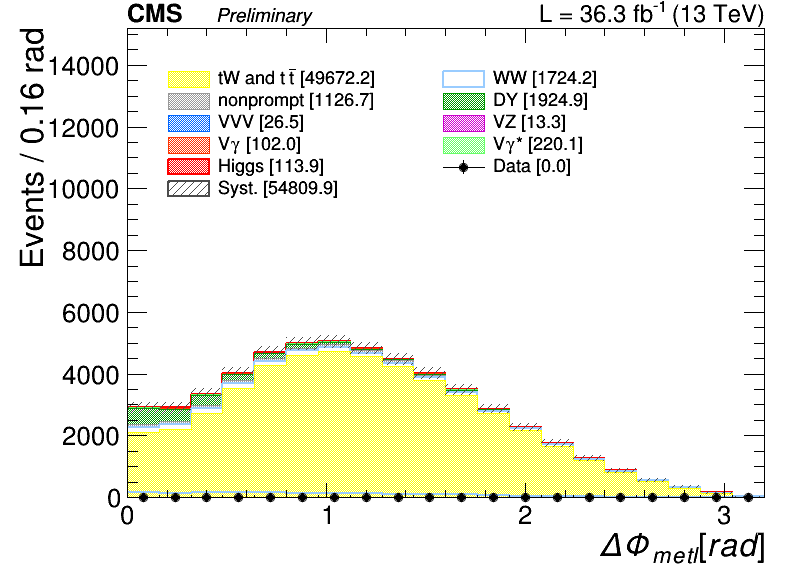 CMS Preliminary L = 36.3 fb⁻¹ (13 TeV)
Events / 0.16 rad
14000
12000
10000
8000
6000
4000
2000
0
tW and tt̅ [49672.2]
nonprompt [1126.7]
VVV [26.5]
Vγ [102.0]
Higgs [113.9]
Syst. [54809.9]
WW [1724.2]
DY [1924.9]
VZ [13.3]
Vγ* [220.1]
Data [0.0]
0 1 2 3
ΔΦmetl[rad]